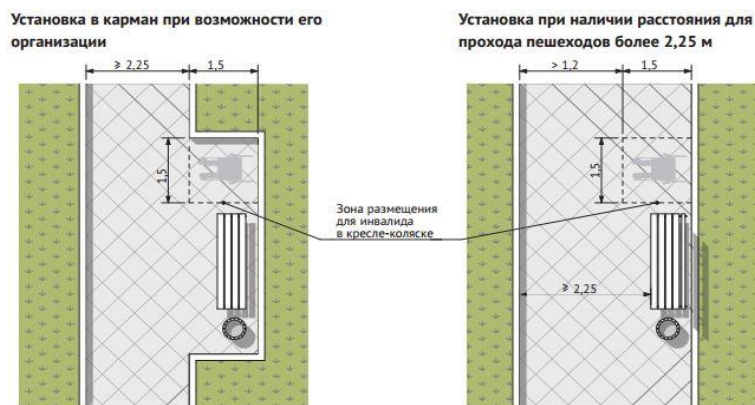 Установка в карман при возможности его
организации
Установка при наличии расстояния для
прохода пешеходов более 2,25 м
⩾ 2,25
1,5
> 1,2
1,5
1,5
1,5
Зона размещения
для инвалида
в кресле-коляске
⩾ 2,25